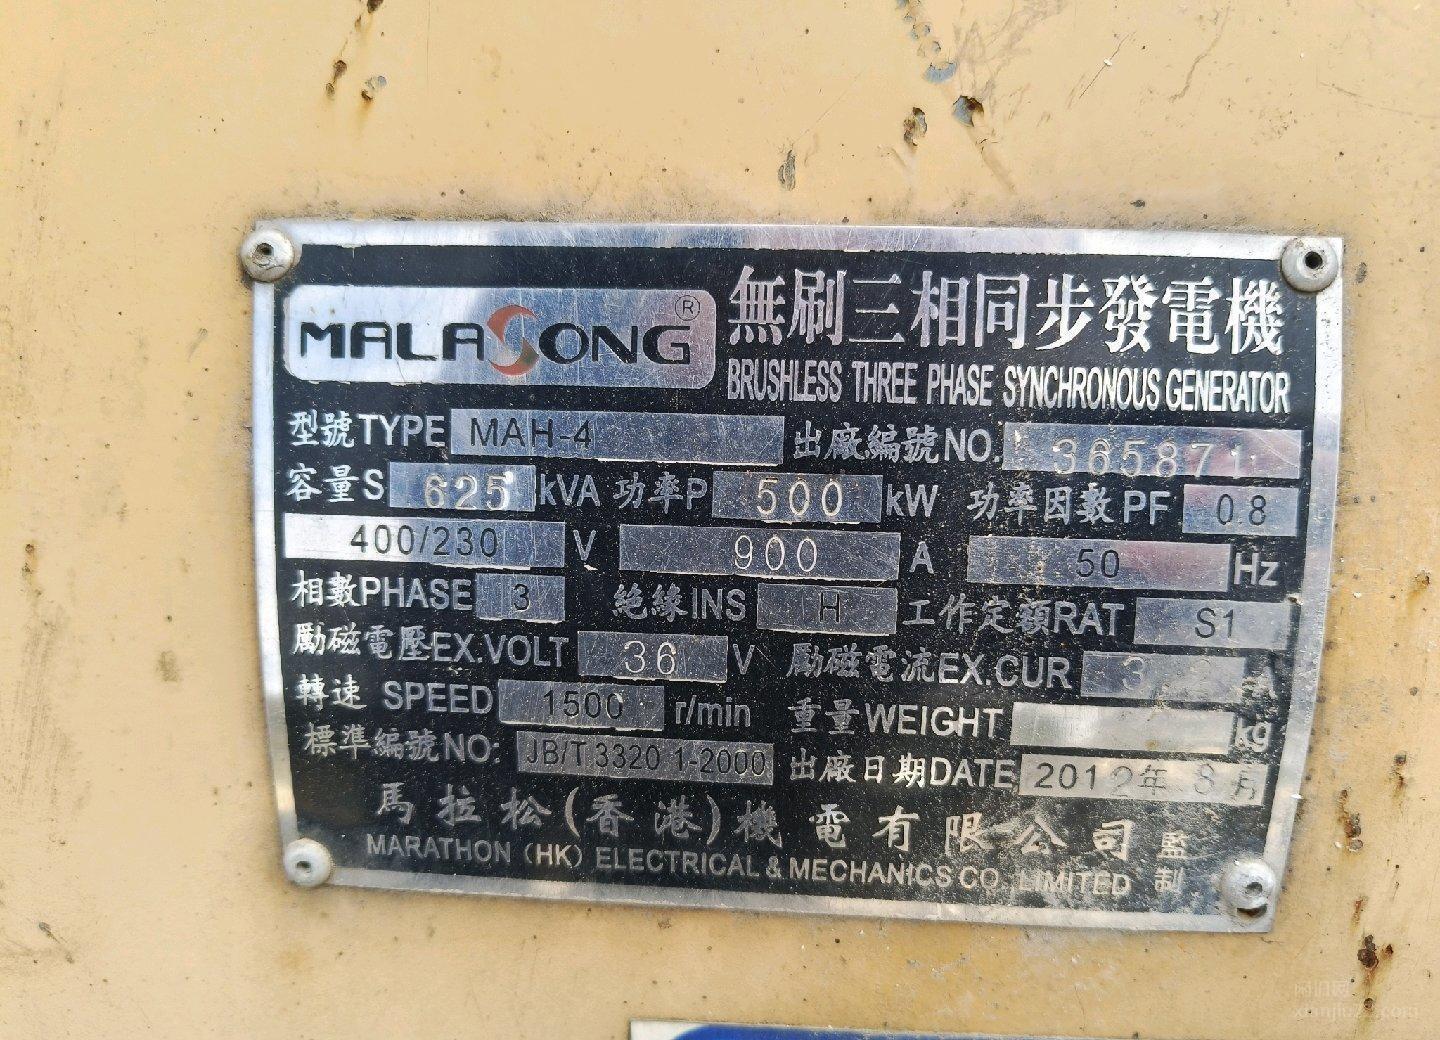 MALASONG® 無刷三相同步發電機
BRUSHLESS THREE PHASE SYNCHRONOUS GENERATOR
型號TYPE MAH-4 出廠編號NO. 365871
容量S 625 kVA 功率P 500 kW 功率因數PF 0.8
400/230 V 900 A 50 Hz
相數PHASE 3 絶緣INS H 工作定額RAT S1
勵磁電壓EX.VOLT 36 V 勵磁電流EX.CUR A
轉速 SPEED 1500 r/min 重量WEIGHT kg
標準編號NO: JB/T 3320 1-2000 出廠日期DATE 2012年 8月
馬拉松(香港)機電有限公司 監制
MARATHON (HK) ELECTRICAL & MECHANICS CO. LIMITED